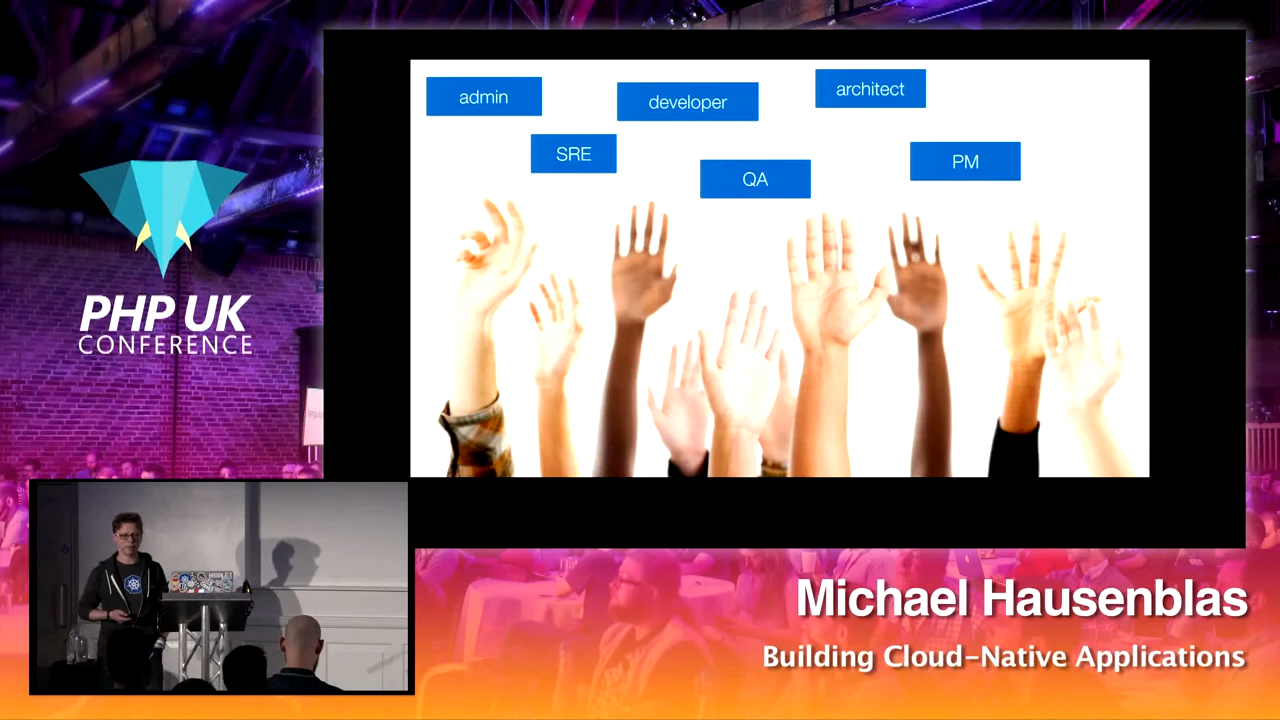 admin
developer
architect
SRE
QA
PM
PHP UK
CONFERENCE
Michael Hausenblas
Building Cloud-Native Applications